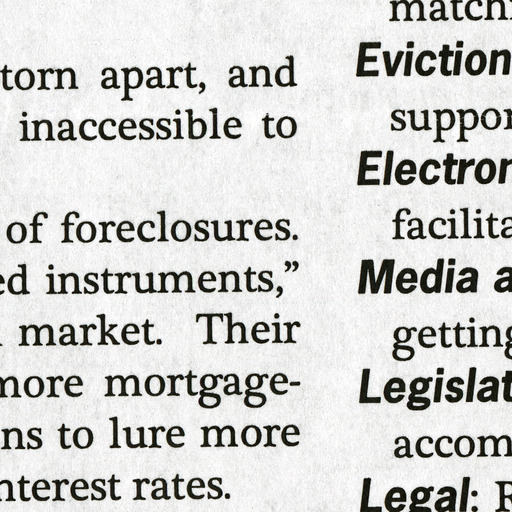 torn apart, and
inaccessible to
of foreclosures.
ed instruments,”
market. Their
more mortgage-
ns to lure more
nterest rates.
match
Eviction
suppor
Electron
facilita
Media a
getting
Legislat
accom
Legal: R